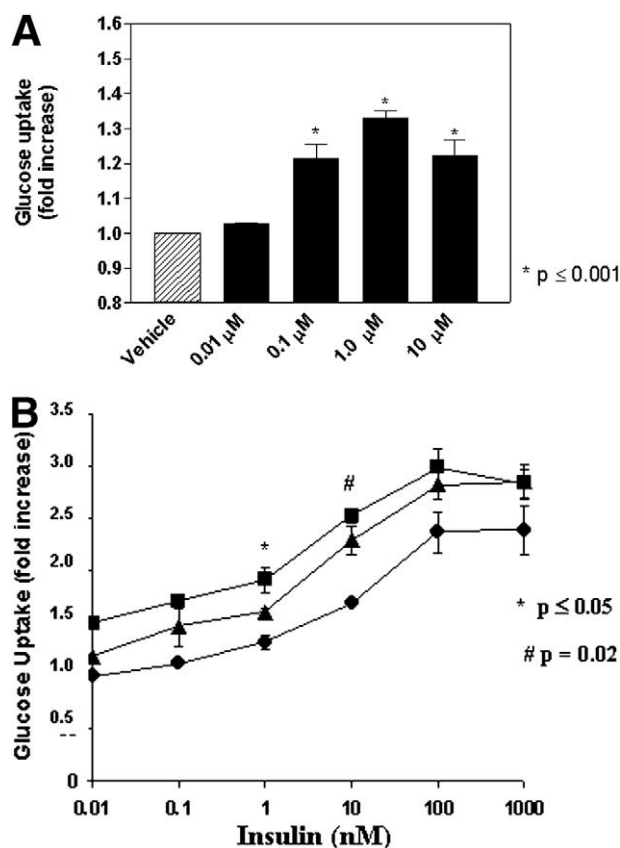 A
Glucose uptake
(fold increase)
1.6
1.5
1.4
1.3
1.2
1.1
1.0
0.9
0.8
*
*
*
Vehicle
0.01 µM
0.1 µM
1.0 µM
10 µM
* p ≤ 0.001
B
Glucose Uptake (fold increase)
3.5
3.0
2.5
2.0
1.5
1.0
0.5
--
0
*
#
0.01
0.1
1
10
100
1000
Insulin (nM)
* p ≤ 0.05
# p = 0.02